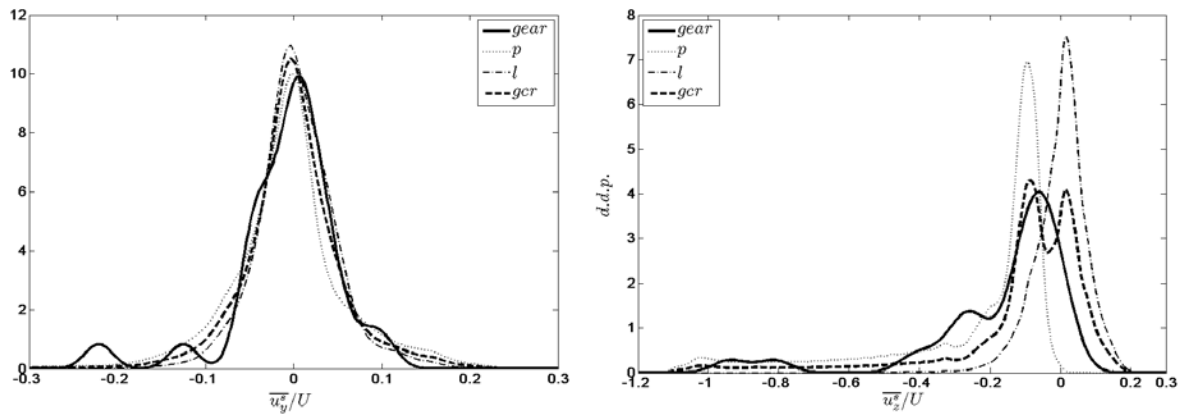 12
10
8
6
4
2
0
-0.3
-0.2
-0.1
0
0.1
0.2
0.3
$\overline{u_y^s}/U$
gear
p
l
gcr
d.d.p.
8
7
6
5
4
3
2
1
0
-1.2
-1
-0.8
-0.6
-0.4
-0.2
0
0.2
0.3
$\overline{u_z^s}/U$
gear
p
l
gcr